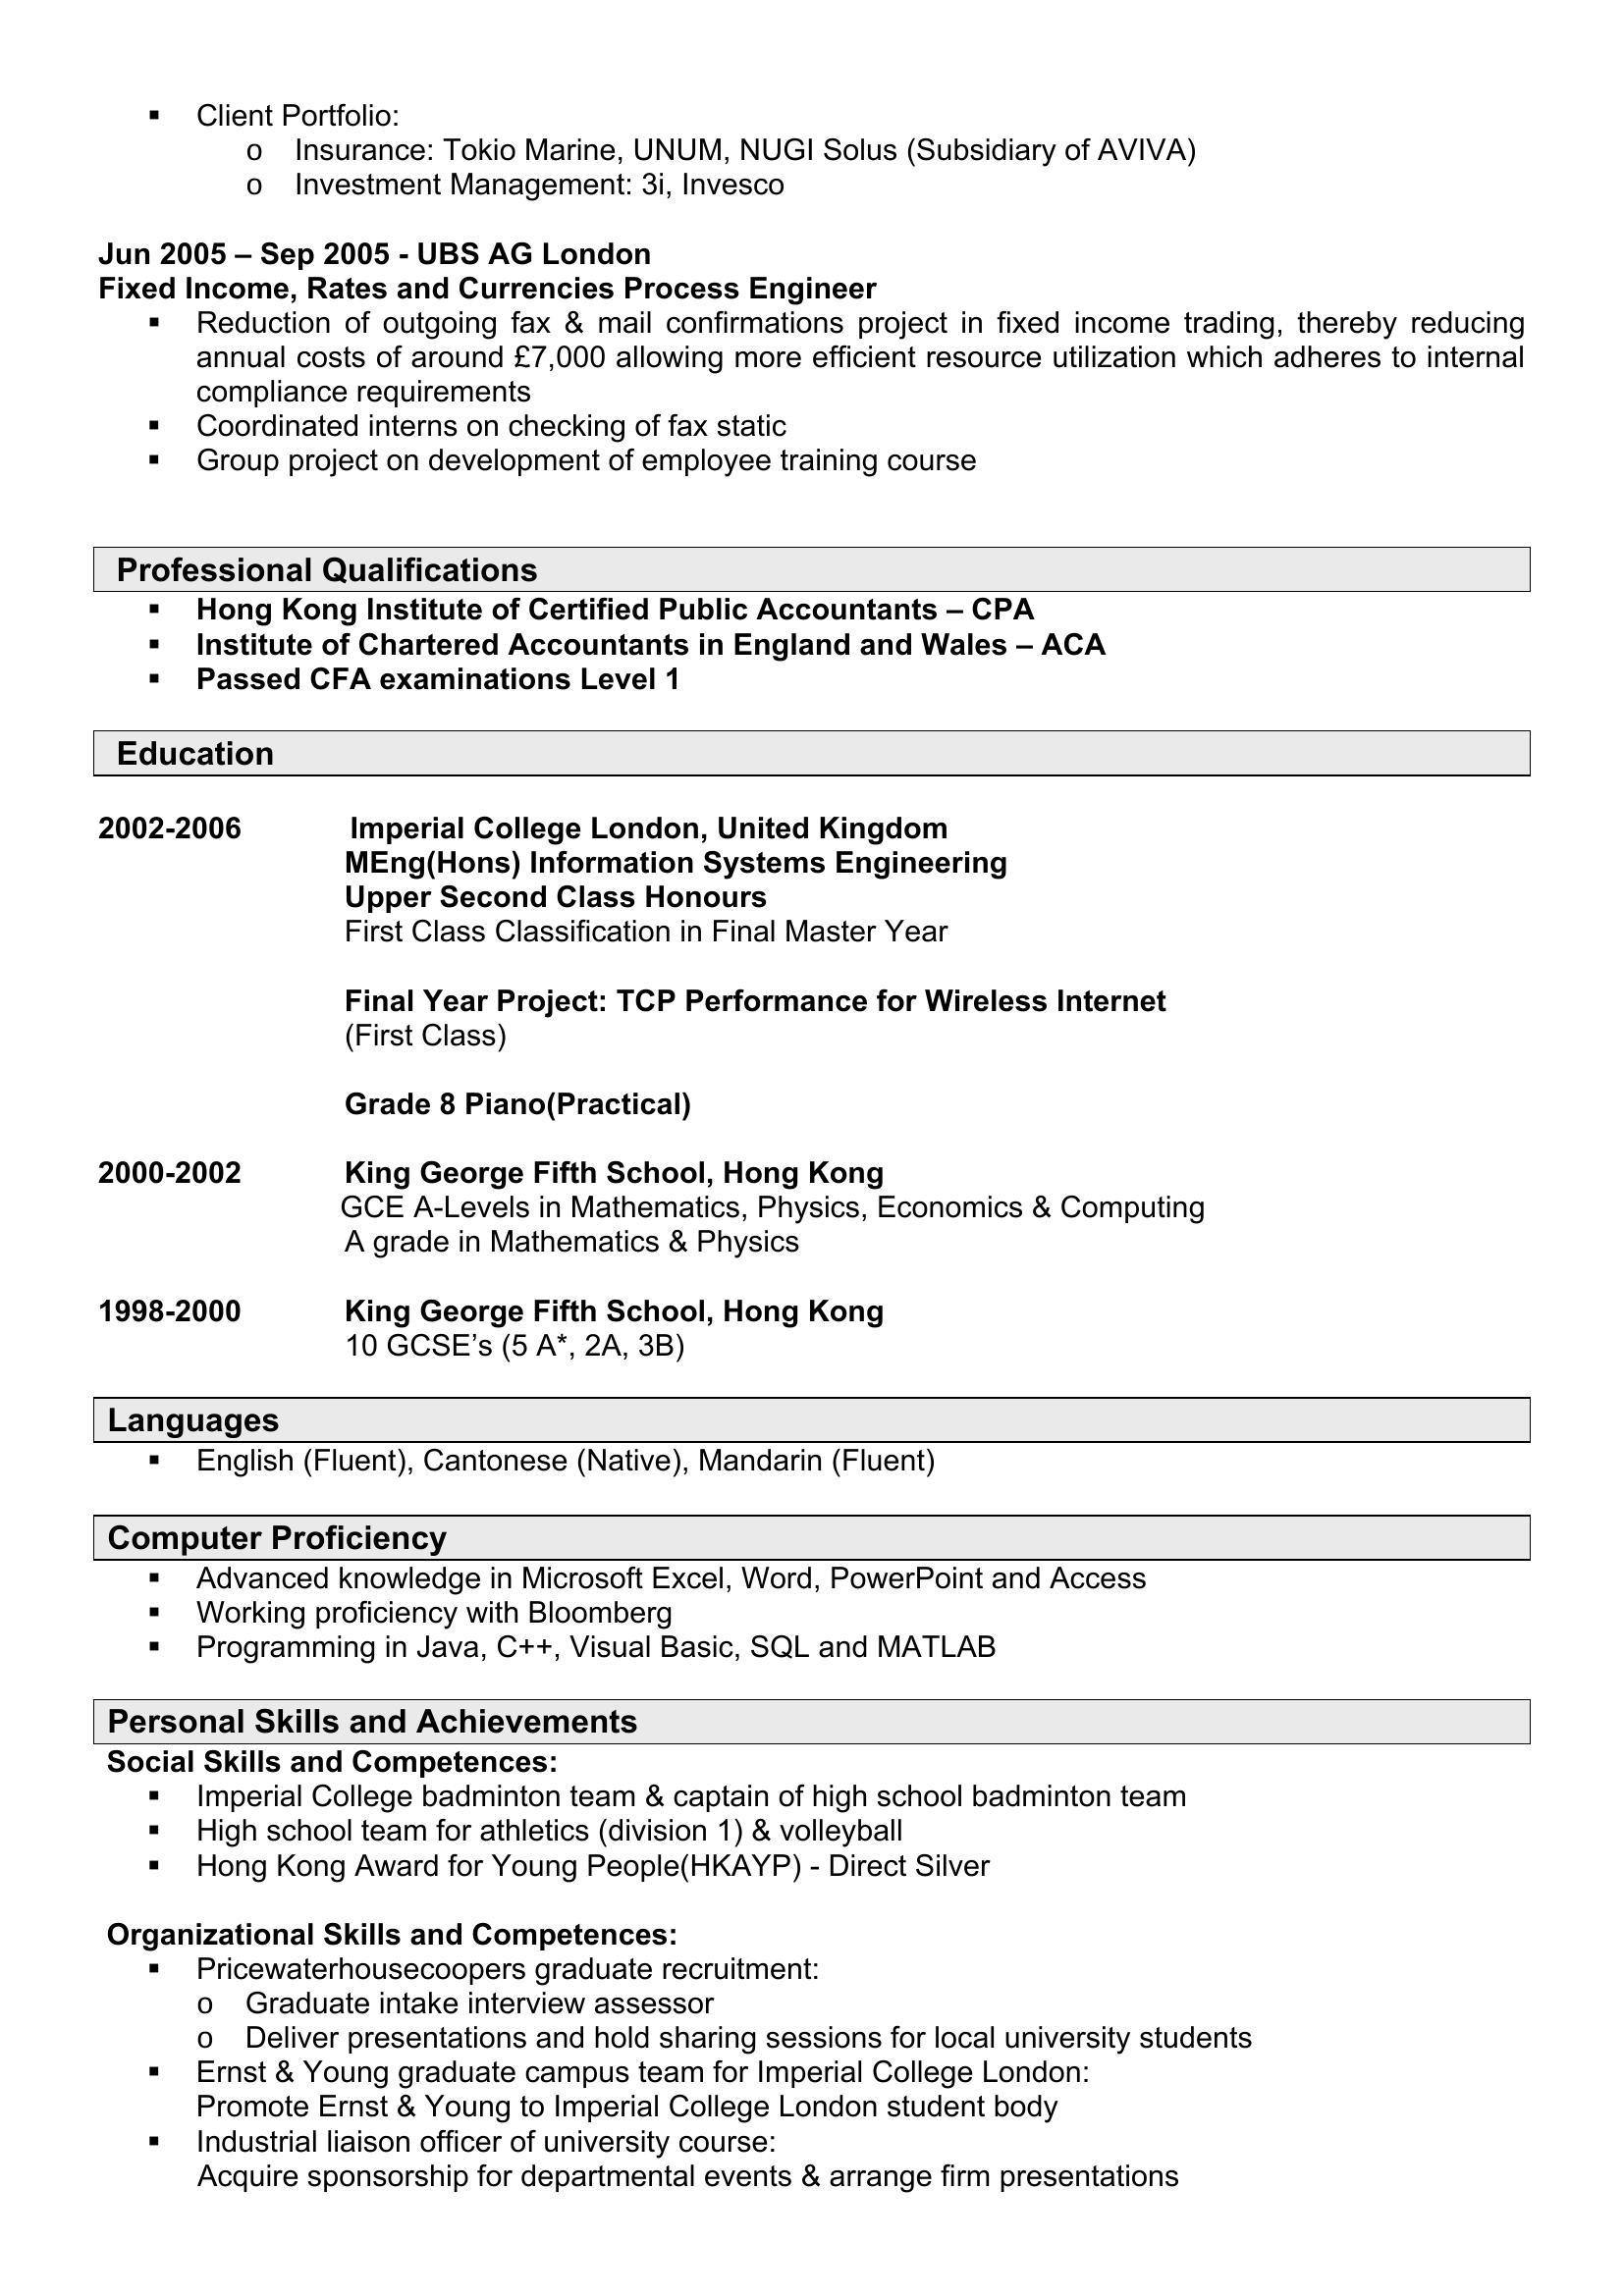 ▪ Client Portfolio:
o Insurance: Tokio Marine, UNUM, NUGI Solus (Subsidiary of AVIVA)
o Investment Management: 3i, Invesco
Jun 2005 – Sep 2005 - UBS AG London
Fixed Income, Rates and Currencies Process Engineer
▪ Reduction of outgoing fax & mail confirmations project in fixed income trading, thereby reducing
annual costs of around £7,000 allowing more efficient resource utilization which adheres to internal
compliance requirements
▪ Coordinated interns on checking of fax static
▪ Group project on development of employee training course
Professional Qualifications
▪ Hong Kong Institute of Certified Public Accountants – CPA
▪ Institute of Chartered Accountants in England and Wales – ACA
▪ Passed CFA examinations Level 1
Education
2002-2006 Imperial College London, United Kingdom
MEng(Hons) Information Systems Engineering
Upper Second Class Honours
First Class Classification in Final Master Year
Final Year Project: TCP Performance for Wireless Internet
(First Class)
Grade 8 Piano(Practical)
2000-2002 King George Fifth School, Hong Kong
GCE A-Levels in Mathematics, Physics, Economics & Computing
A grade in Mathematics & Physics
1998-2000 King George Fifth School, Hong Kong
10 GCSE’s (5 A*, 2A, 3B)
Languages
▪ English (Fluent), Cantonese (Native), Mandarin (Fluent)
Computer Proficiency
▪ Advanced knowledge in Microsoft Excel, Word, PowerPoint and Access
▪ Working proficiency with Bloomberg
▪ Programming in Java, C++, Visual Basic, SQL and MATLAB
Personal Skills and Achievements
Social Skills and Competences:
▪ Imperial College badminton team & captain of high school badminton team
▪ High school team for athletics (division 1) & volleyball
▪ Hong Kong Award for Young People(HKAYP) - Direct Silver
Organizational Skills and Competences:
▪ Pricewaterhousecoopers graduate recruitment:
o Graduate intake interview assessor
o Deliver presentations and hold sharing sessions for local university students
▪ Ernst & Young graduate campus team for Imperial College London:
Promote Ernst & Young to Imperial College London student body
▪ Industrial liaison officer of university course:
Acquire sponsorship for departmental events & arrange firm presentations